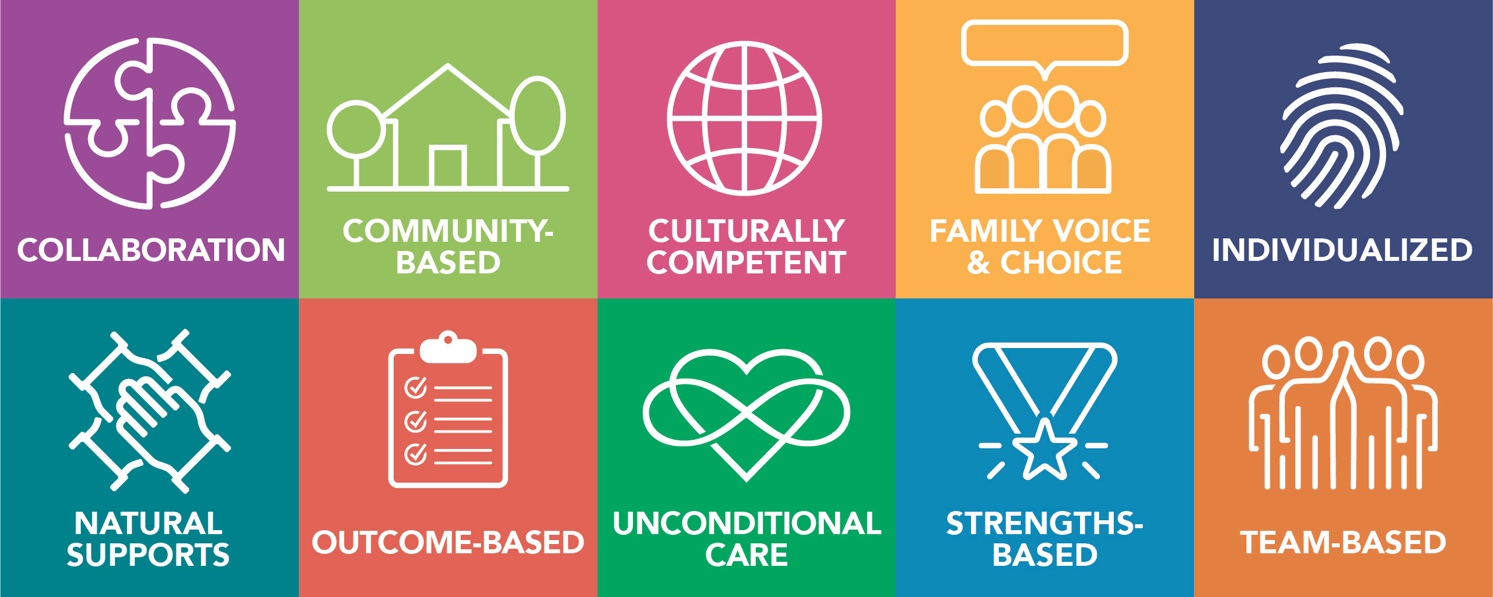 COLLABORATION
COMMUNITY-
BASED
CULTURALLY
COMPETENT
FAMILY VOICE
& CHOICE
INDIVIDUALIZED
NATURAL
SUPPORTS
OUTCOME-BASED
UNCONDITIONAL
CARE
STRENGTHS-
BASED
TEAM-BASED